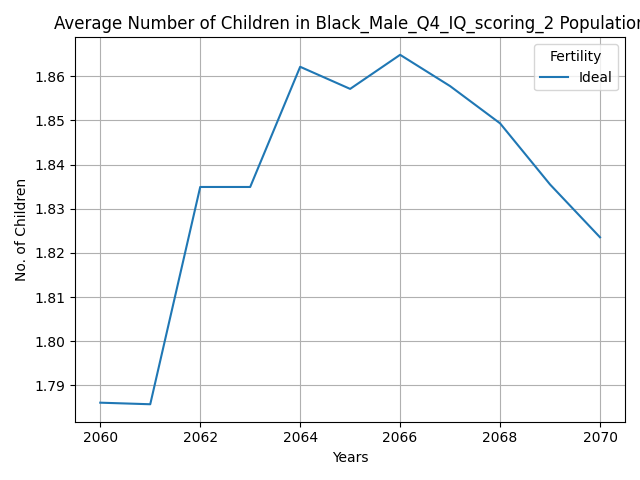 Average Number of Children in Black_Male_Q4_IQ_scoring_2 Population
Fertility
Ideal
1.86
1.85
1.84
1.83
1.82
1.81
1.80
1.79
No. of Children
2060
2062
2064
2066
2068
2070
Years